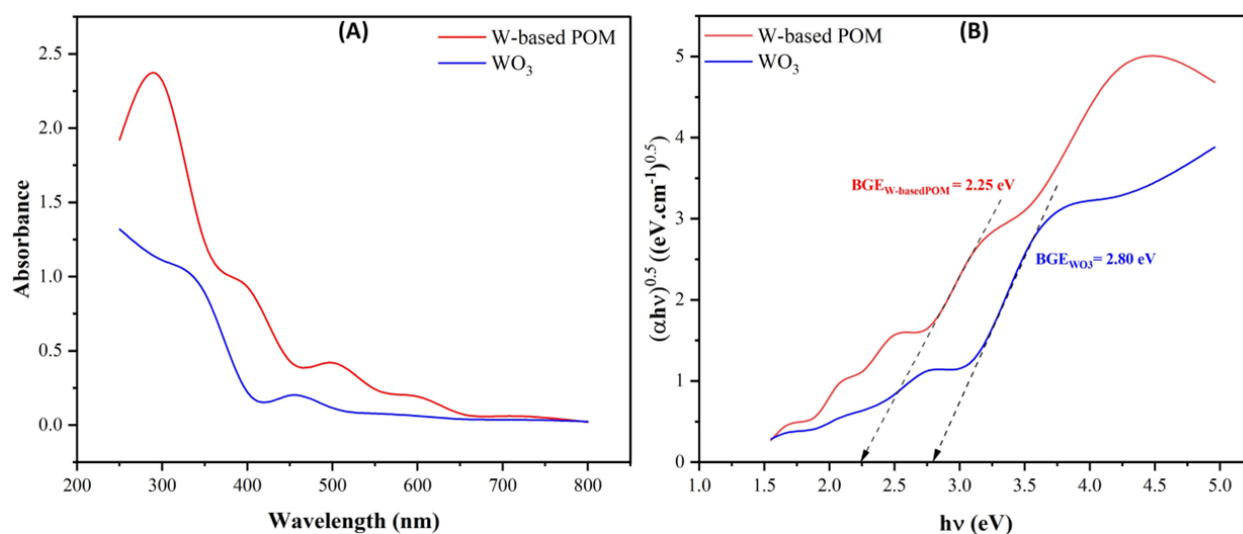 (A)
W-based POM
WO₃
2.5
2.0
1.5
1.0
0.5
0.0
Absorbance
200 300 400 500 600 700 800
Wavelength (nm)
(B)
W-based POM
WO₃
5
4
3
2
1
0
(αhν)^0.5 ((eV.cm⁻¹)^0.5)
BGE_W-basedPOM = 2.25 eV
BGE_WO3 = 2.80 eV
1.0 1.5 2.0 2.5 3.0 3.5 4.0 4.5 5.0
hν (eV)